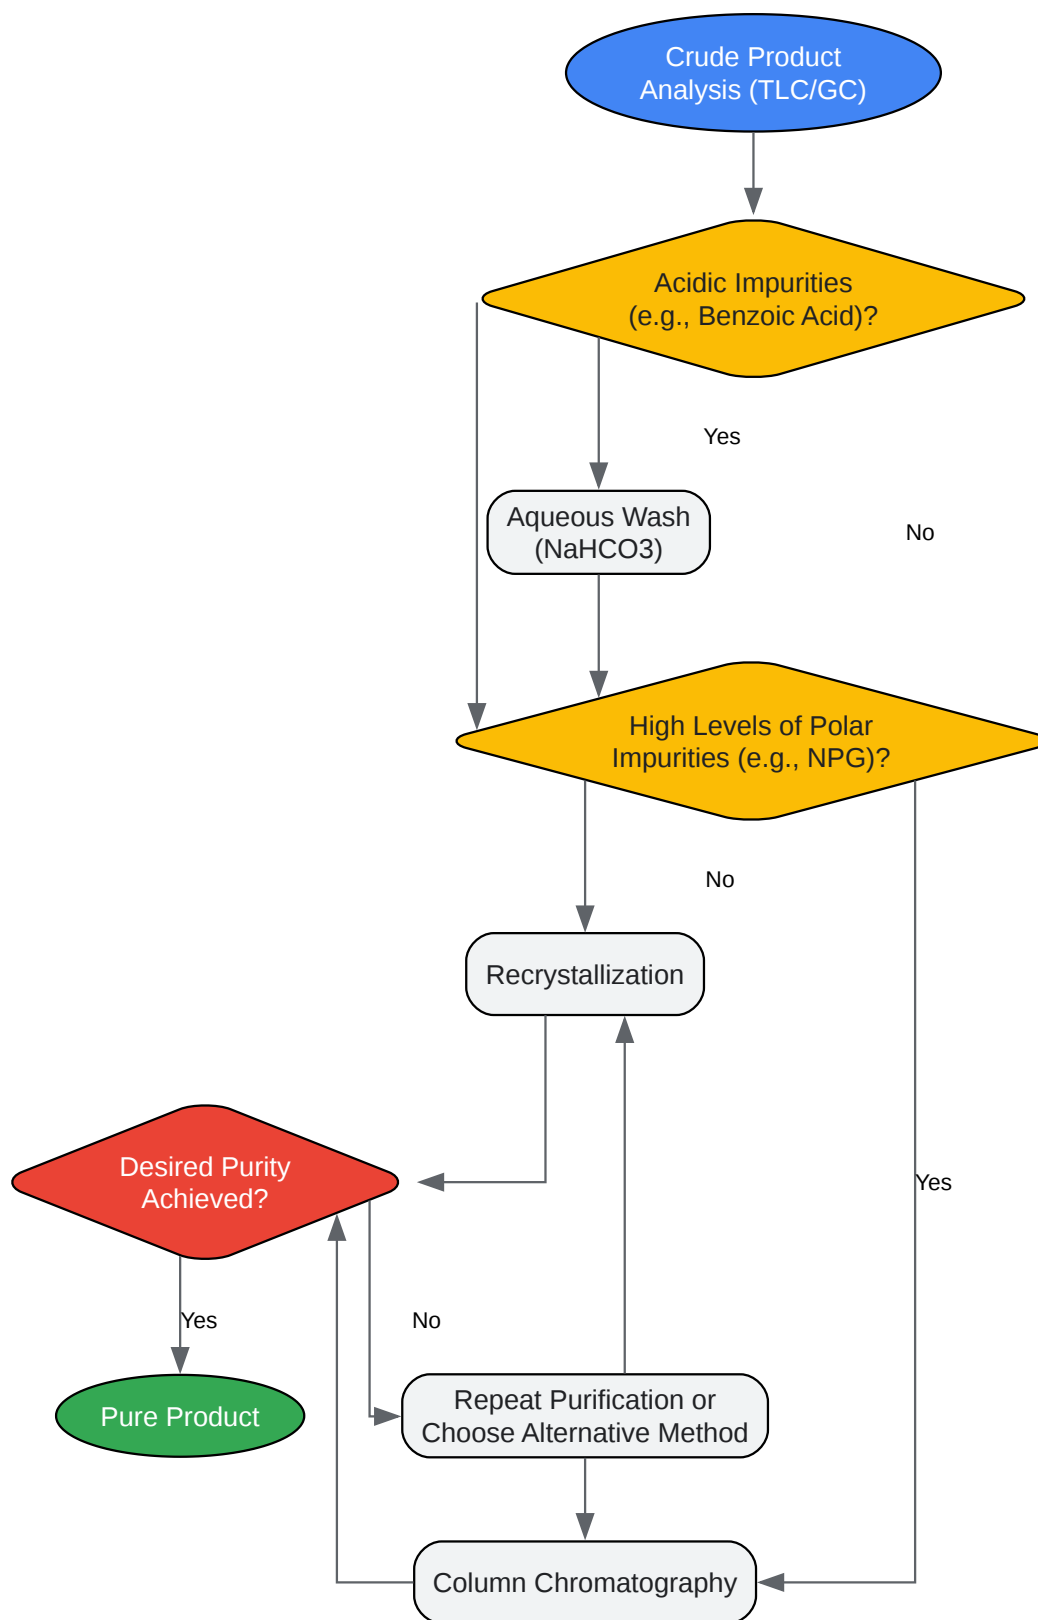 Crude Product
Analysis (TLC/GC)
Acidic Impurities
(e.g., Benzoic Acid)?
Yes
Aqueous Wash
(NaHCO3)
No
High Levels of Polar
Impurities (e.g., NPG)?
No
Recrystallization
Desired Purity
Achieved?
Yes
Yes
No
Pure Product
Repeat Purification or
Choose Alternative Method
Column Chromatography